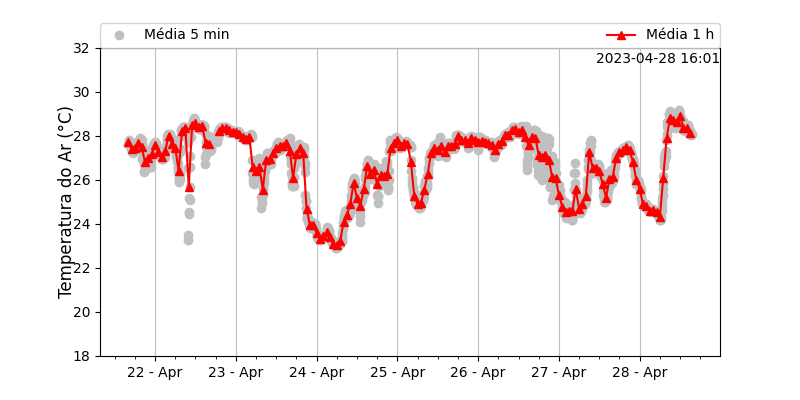 Média 5 min
Média 1 h
2023-04-28 16:01
Temperatura do Ar (°C)
32
30
28
26
24
22
20
18
22 - Apr
23 - Apr
24 - Apr
25 - Apr
26 - Apr
27 - Apr
28 - Apr